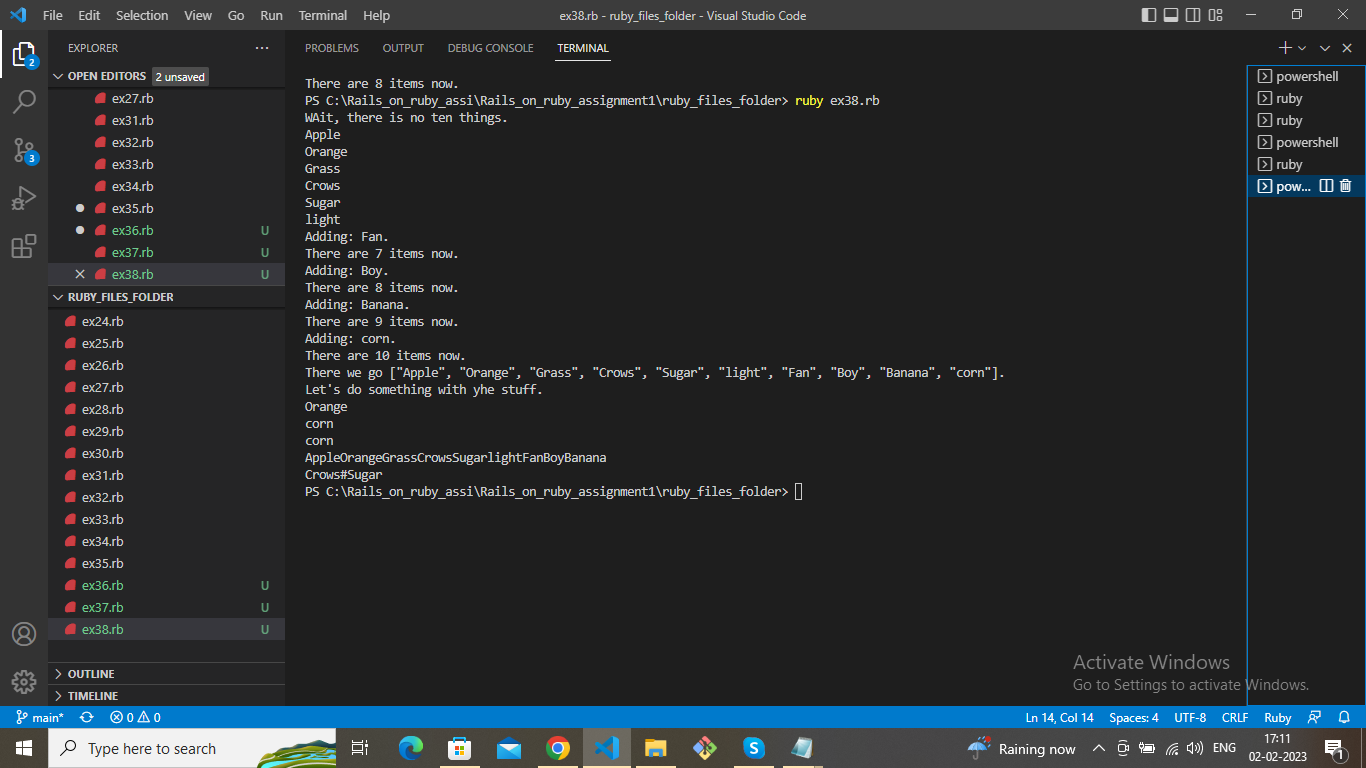 File Edit Selection View Go Run Terminal Help
ex38.rb - ruby_files_folder - Visual Studio Code
EXPLORER
OPEN EDITORS 2 unsaved
ex27.rb
ex31.rb
ex32.rb
ex33.rb
ex34.rb
ex35.rb
ex36.rb U
ex37.rb U
ex38.rb U
RUBY_FILES_FOLDER
ex24.rb
ex25.rb
ex26.rb
ex27.rb
ex28.rb
ex29.rb
ex30.rb
ex31.rb
ex32.rb
ex33.rb
ex34.rb
ex35.rb
ex36.rb U
ex37.rb U
ex38.rb U
OUTLINE
TIMELINE
2
3
PROBLEMS OUTPUT DEBUG CONSOLE TERMINAL
There are 8 items now.
PS C:\Rails_on_ruby_assi\Rails_on_ruby_assignment1\ruby_files_folder> ruby ex38.rb
WAit, there is no ten things.
Apple
Orange
Grass
Crows
Sugar
light
Adding: Fan.
There are 7 items now.
Adding: Boy.
There are 8 items now.
Adding: Banana.
There are 9 items now.
Adding: corn.
There are 10 items now.
There we go ["Apple", "Orange", "Grass", "Crows", "Sugar", "light", "Fan", "Boy", "Banana", "corn"].
Let's do something with yhe stuff.
Orange
corn
corn
AppleOrangeGrassCrowsSugarlightFanBoyBanana
Crows#Sugar
PS C:\Rails_on_ruby_assi\Rails_on_ruby_assignment1\ruby_files_folder>
powershell
ruby
ruby
powershell
ruby
pow...
Activate Windows
Go to Settings to activate Windows.
main* 0 0 Ln 14, Col 14 Spaces: 4 UTF-8 CRLF Ruby
Type here to search
Raining now ENG
17:11
02-02-2023
1